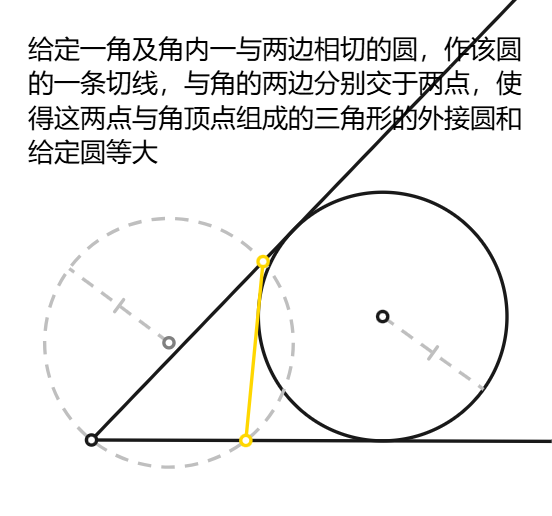 给定一角及角内一与两边相切的圆，作该圆
的一条切线，与角的两边分别交于两点，使
得这两点与角顶点组成的三角形的外接圆和
给定圆等大